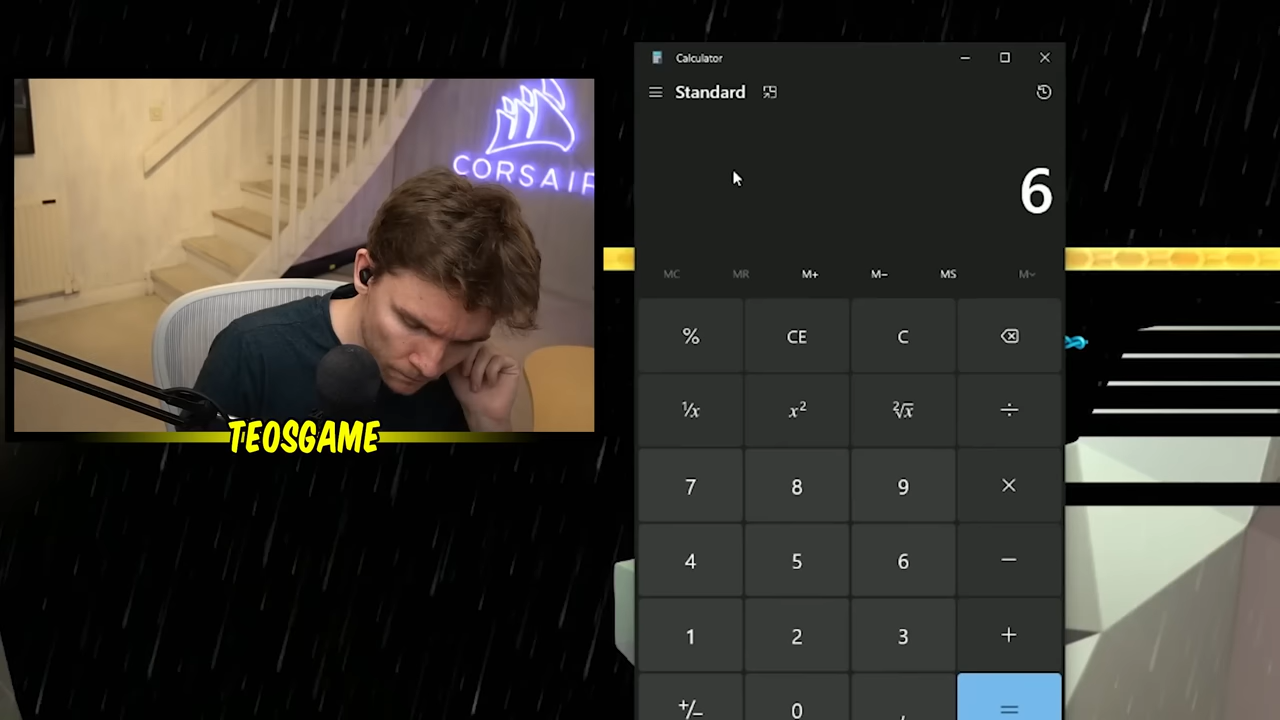 Calculator
Standard
6
MC MR M+ M− MS M˅
% CE C
¹/x x² ²√x ÷
7 8 9 ×
4 5 6 −
1 2 3 +
+/− 0 , =
CORSAIR
TEOSGAME